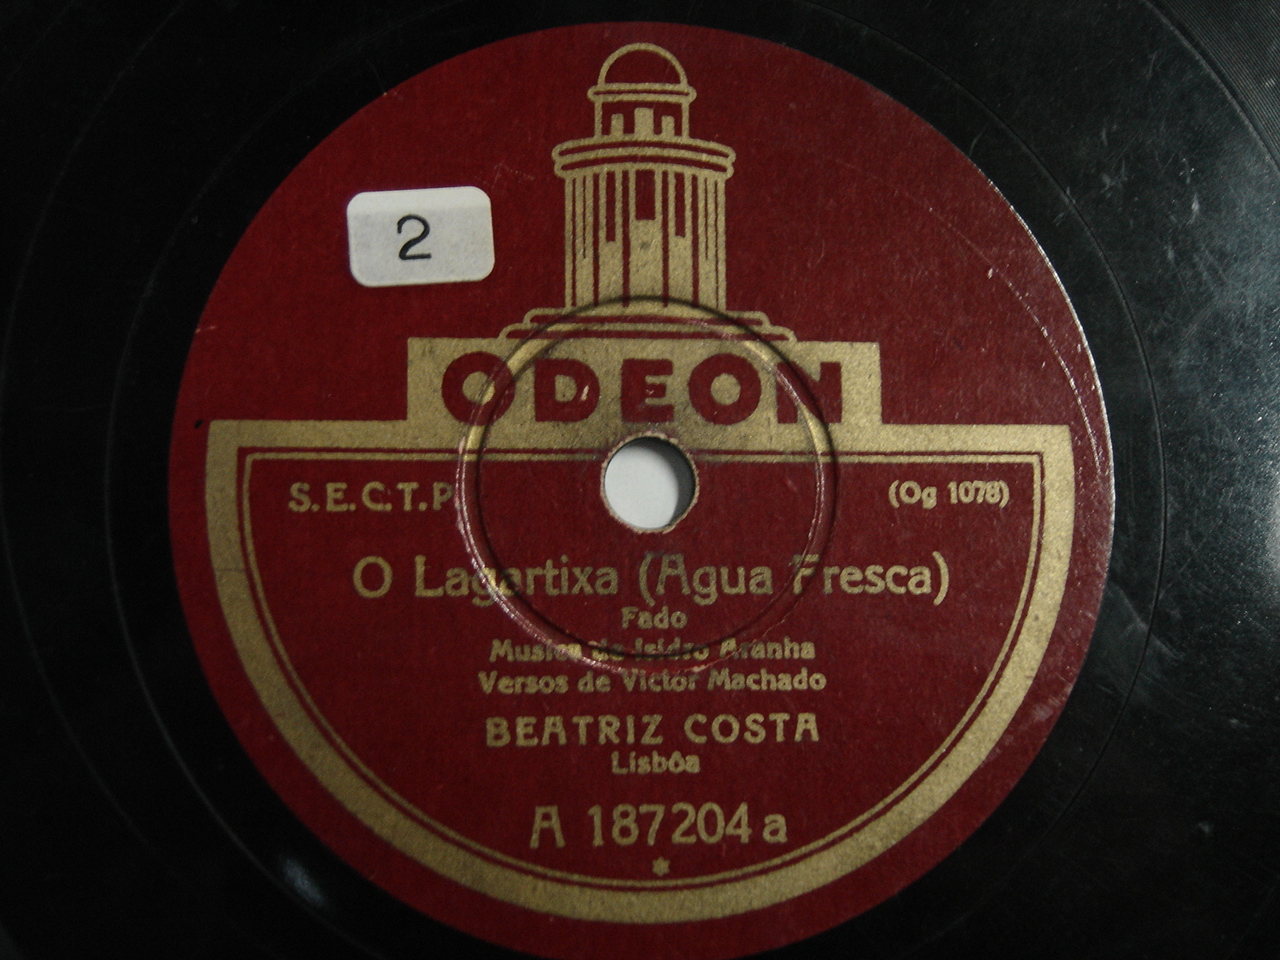 2
ODEON
S.E.C.T.P.
(Og 1078)
O Lagartixa (Agua Fresca)
Fado
Musica de Isidro Aranha
Versos de Victor Machado
BEATRIZ COSTA
Lisbôa
A 187204 a
*